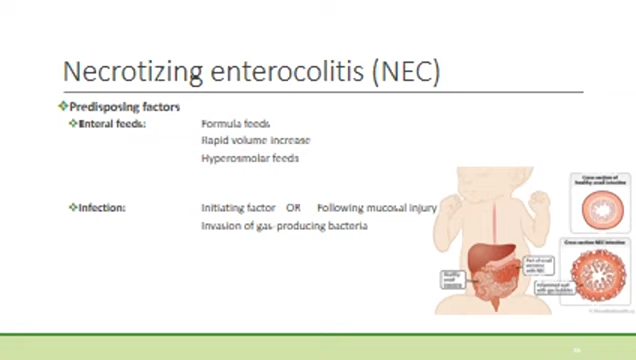 Necrotizing enterocolitis (NEC)
Predisposing factors
Enteral feeds: Formula feeds
Rapid volume increase
Hyperosmolar feeds
Infection: Initiating factor OR Following mucosal injury
Invasion of gas-producing bacteria
Cross section of
healthy small intestine
Cross section NEC intestine
Part of small
intestine
with NEC
Healthy
small
intestine
Inflamed wall
with gas bubbles